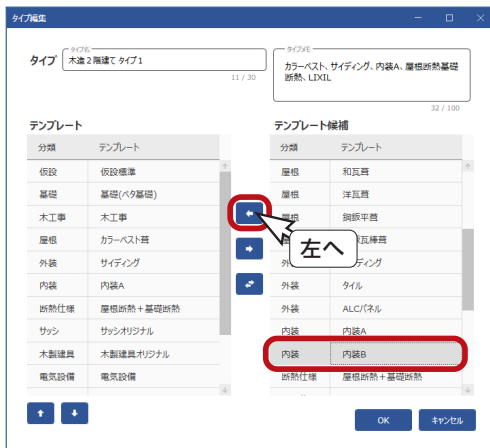 タイプ編集
タイプ
タイプ名
木造2階建て タイプ1
11 / 30
タイプメモ
カラーベスト、サイディング、内装A、屋根断熱基礎
断熱、LIXIL
32 / 100
テンプレート
分類 テンプレート
仮設 仮設標準
基礎 基礎(ベタ基礎)
木工事 木工事
屋根 カラーベスト葺
外装 サイディング
内装 内装A
断熱仕様 屋根断熱+基礎断熱
サッシ サッシオリジナル
木製建具 木製建具オリジナル
電気設備 電気設備
左へ
テンプレート候補
分類 テンプレート
屋根 和瓦葺
屋根 洋瓦葺
屋根 鋼鈑平葺
瓦棒葺
外 ディング
外装 タイル
外装 ALCパネル
内装 内装A
内装 内装B
断熱仕様 屋根断熱+基礎断熱
OK キャンセル